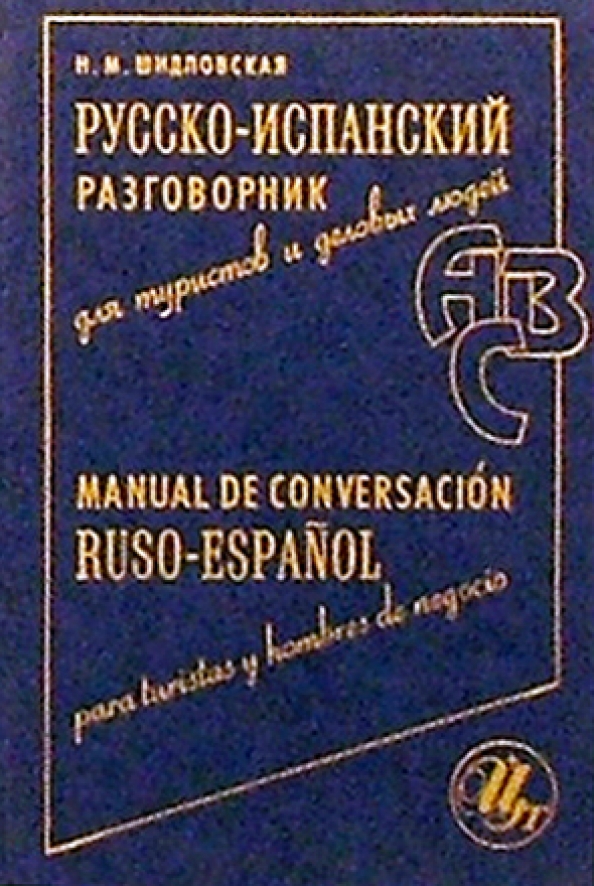 Н. М. ШИДЛОВСКАЯ
РУССКО-ИСПАНСКИЙ
РАЗГОВОРНИК
для туристов и деловых людей
ABC
MANUAL DE CONVERSACIÓN
RUSO-ESPAÑOL
para turistas y hombres de negocio